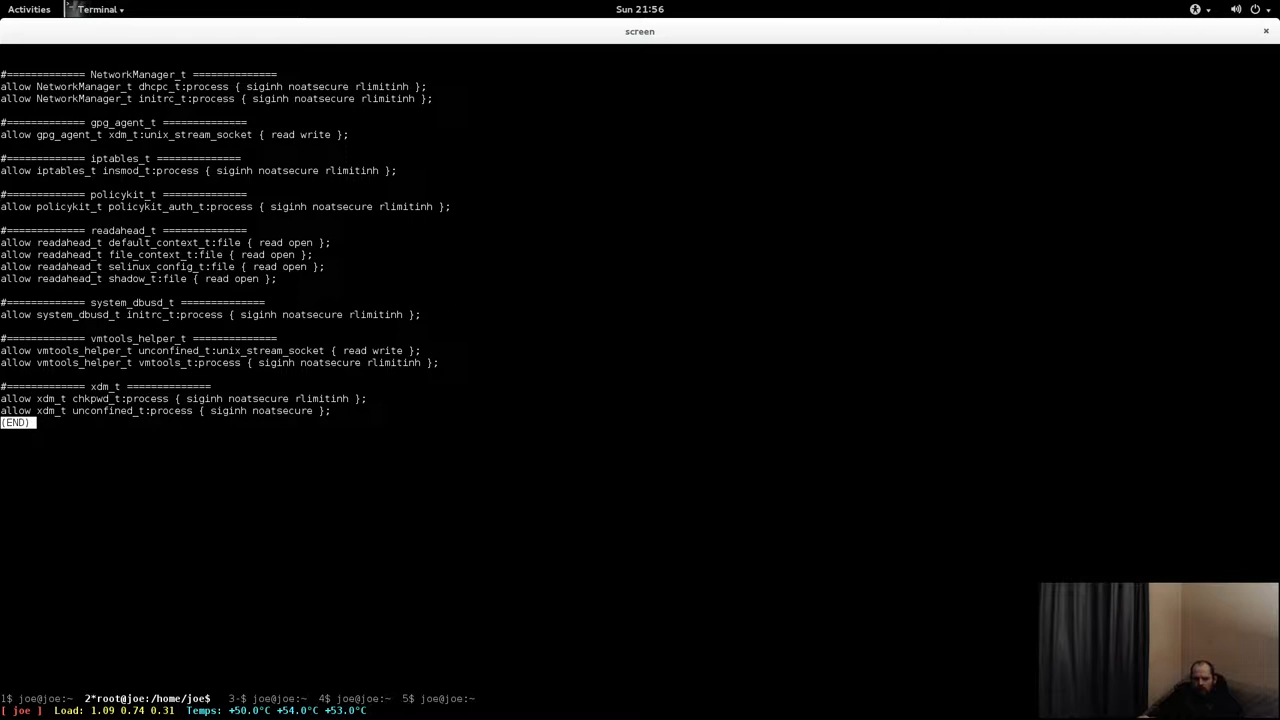 Activities
Terminal
Sun 21:56
screen
#============= NetworkManager_t ==============
allow NetworkManager_t dhcpc_t:process { siginh noatsecure rlimitinh };
allow NetworkManager_t initrc_t:process { siginh noatsecure rlimitinh };
#============= gpg_agent_t ==============
allow gpg_agent_t xdm_t:unix_stream_socket { read write };
#============= iptables_t ==============
allow iptables_t insmod_t:process { siginh noatsecure rlimitinh };
#============= policykit_t ==============
allow policykit_t policykit_auth_t:process { siginh noatsecure rlimitinh };
#============= readahead_t ==============
allow readahead_t default_context_t:file { read open };
allow readahead_t file_context_t:file { read open };
allow readahead_t selinux_config_t:file { read open };
allow readahead_t shadow_t:file { read open };
#============= system_dbusd_t ==============
allow system_dbusd_t initrc_t:process { siginh noatsecure rlimitinh };
#============= vmtools_helper_t ==============
allow vmtools_helper_t unconfined_t:unix_stream_socket { read write };
allow vmtools_helper_t vmtools_t:process { siginh noatsecure rlimitinh };
#============= xdm_t ==============
allow xdm_t chkpwd_t:process { siginh noatsecure rlimitinh };
allow xdm_t unconfined_t:process { siginh noatsecure };
(END)
1$ joe@joe:~  2*root@joe:/home/joe$  3-$ joe@joe:~  4$ joe@joe:~  5$ joe@joe:~
[ joe ]  Load: 1.09 0.74 0.31  Temps: +50.0°C +54.0°C +53.0°C